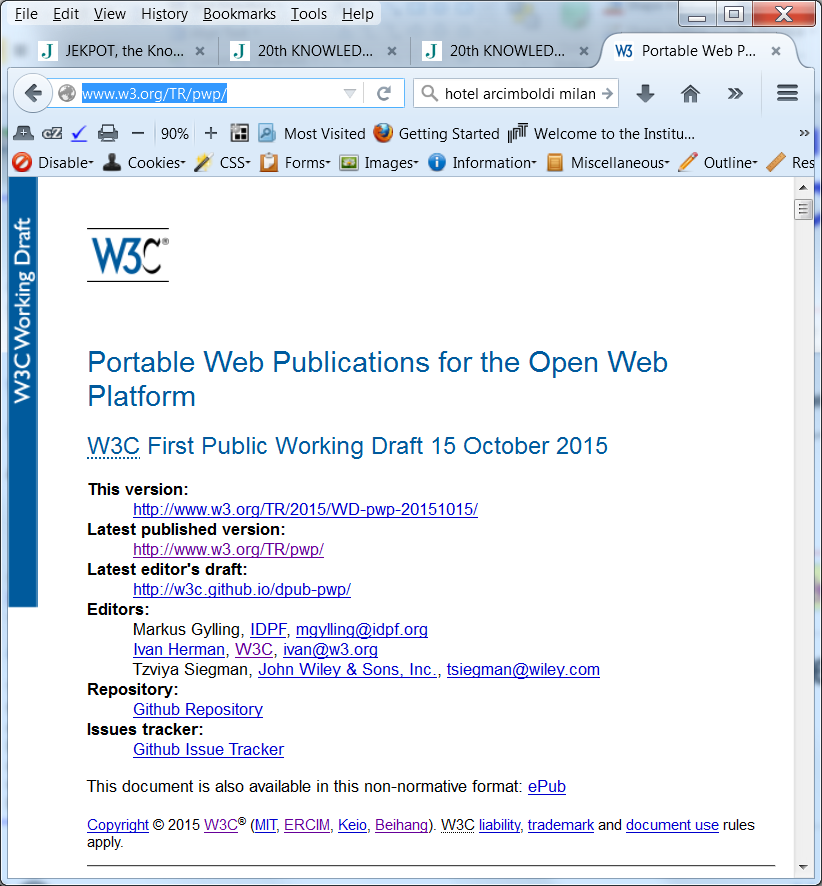 File Edit View History Bookmarks Tools Help
JEKPOT, the Kno... × 20th KNOWLED... × 20th KNOWLED... × W3 Portable Web P... ×
www.w3.org/TR/pwp/ hotel arcimboldi milan
90% Most Visited Getting Started Welcome to the Institu...
Disable Cookies CSS Forms Images Information Miscellaneous Outline Res
W3C Working Draft
W3C®
Portable Web Publications for the Open Web
Platform
W3C First Public Working Draft 15 October 2015
This version:
http://www.w3.org/TR/2015/WD-pwp-20151015/
Latest published version:
http://www.w3.org/TR/pwp/
Latest editor's draft:
http://w3c.github.io/dpub-pwp/
Editors:
Markus Gylling, IDPF, mgylling@idpf.org
Ivan Herman, W3C, ivan@w3.org
Tzviya Siegman, John Wiley & Sons, Inc., tsiegman@wiley.com
Repository:
Github Repository
Issues tracker:
Github Issue Tracker
This document is also available in this non-normative format: ePub
Copyright © 2015 W3C® (MIT, ERCIM, Keio, Beihang). W3C liability, trademark and document use rules
apply.